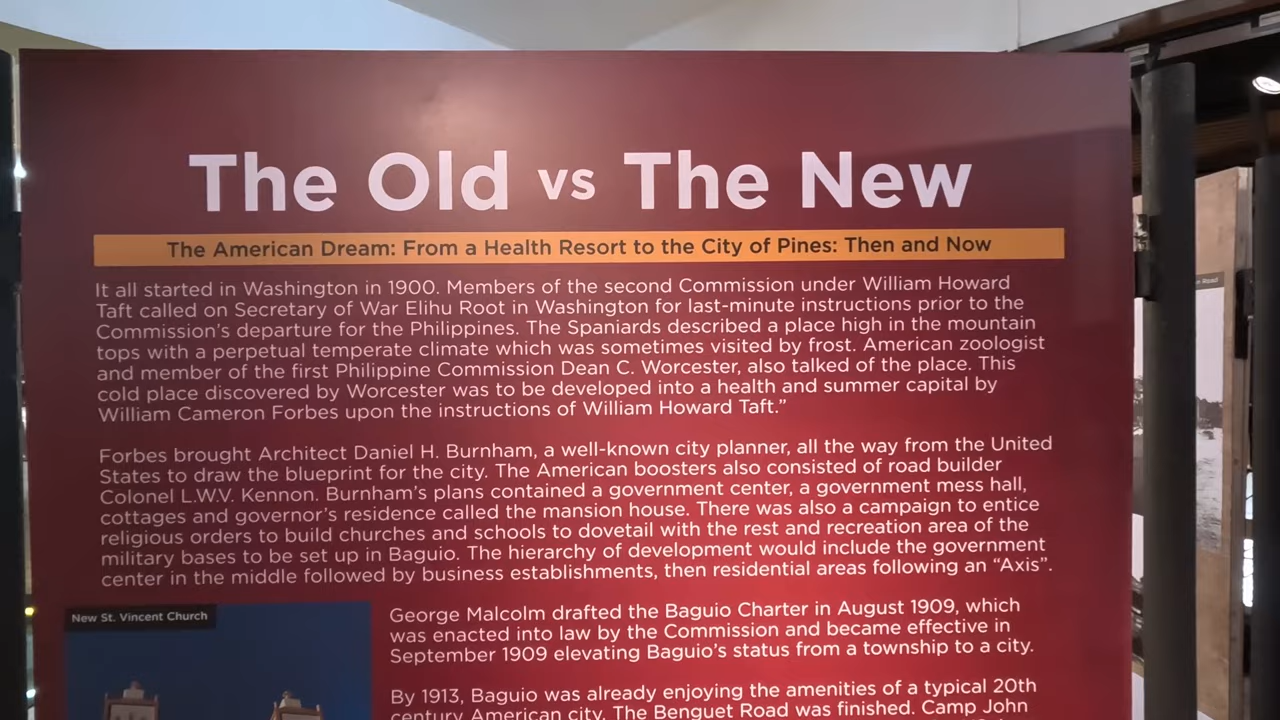 The Old vs The New
The American Dream: From a Health Resort to the City of Pines: Then and Now
It all started in Washington in 1900. Members of the second Commission under William Howard
Taft called on Secretary of War Elihu Root in Washington for last-minute instructions prior to the
Commission's departure for the Philippines. The Spaniards described a place high in the mountain
tops with a perpetual temperate climate which was sometimes visited by frost. American zoologist
and member of the first Philippine Commission Dean C. Worcester, also talked of the place. This
cold place discovered by Worcester was to be developed into a health and summer capital by
William Cameron Forbes upon the instructions of William Howard Taft."
Forbes brought Architect Daniel H. Burnham, a well-known city planner, all the way from the United
States to draw the blueprint for the city. The American boosters also consisted of road builder
Colonel L.W.V. Kennon. Burnham's plans contained a government center, a government mess hall,
cottages and governor's residence called the mansion house. There was also a campaign to entice
religious orders to build churches and schools to dovetail with the rest and recreation area of the
military bases to be set up in Baguio. The hierarchy of development would include the government
center in the middle followed by business establishments, then residential areas following an "Axis".
New St. Vincent Church
George Malcolm drafted the Baguio Charter in August 1909, which
was enacted into law by the Commission and became effective in
September 1909 elevating Baguio's status from a township to a city.
By 1913, Baguio was already enjoying the amenities of a typical 20th
century American city. The Benguet Road was finished. Camp John